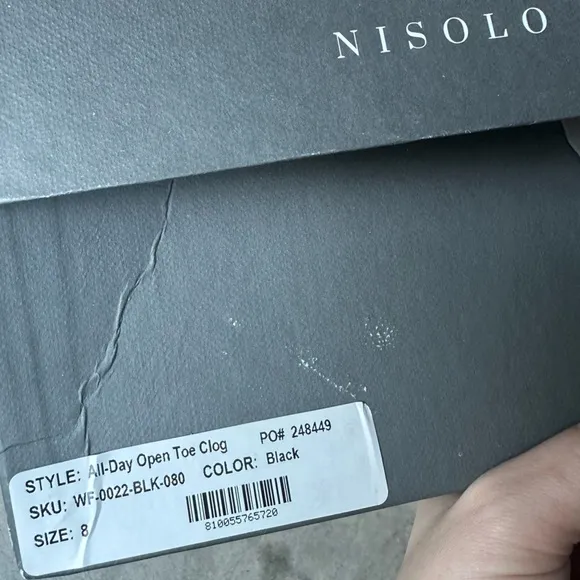 NISOLO
STYLE: All-Day Open Toe Clog PO# 248449
SKU: WF-0022-BLK-080 COLOR: Black
SIZE: 8
810055765720